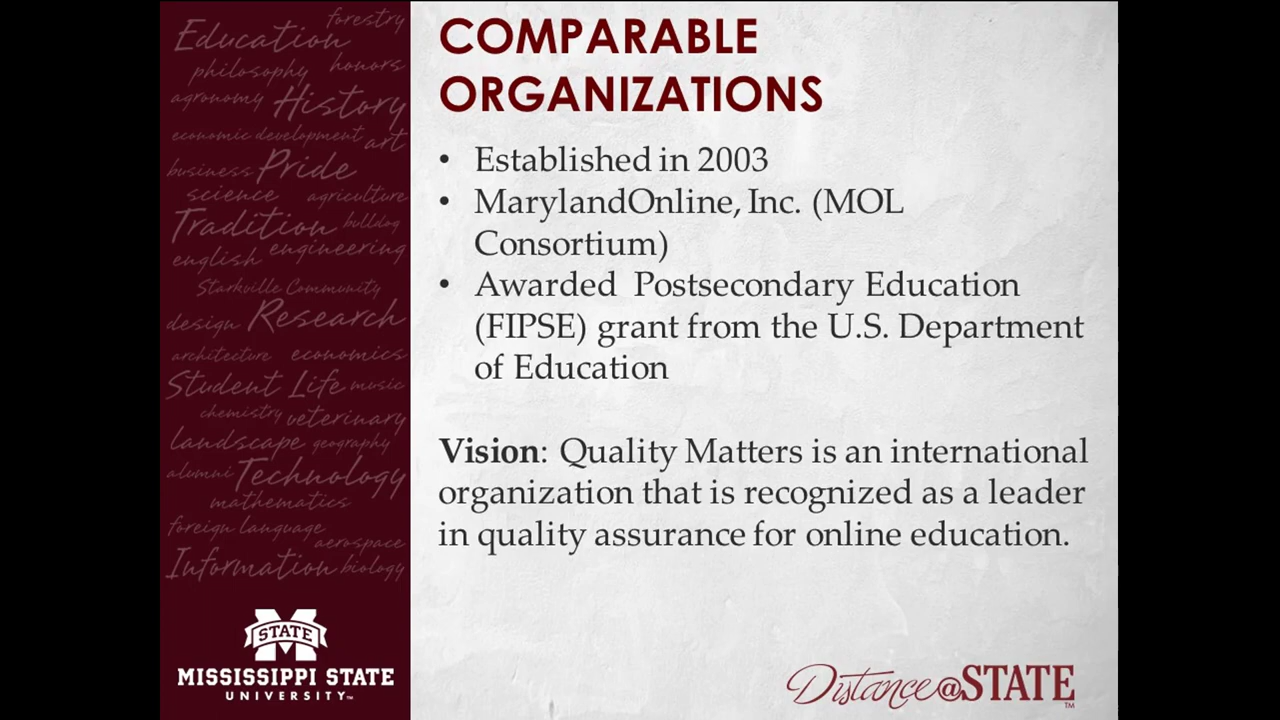 forestry
Education
philosophy honors
agronomy History
economic development art
business Pride
science agriculture
Tradition bulldog
english engineering
Starkville Community
design Research
architecture economics
Student Life music
chemistry veterinary
landscape geography
alumni Technology
mathematics
foreign language
aerospace
Information biology
STATE
MISSISSIPPI STATE
UNIVERSITY™
COMPARABLE
ORGANIZATIONS
• Established in 2003
• MarylandOnline, Inc. (MOL
Consortium)
• Awarded Postsecondary Education
(FIPSE) grant from the U.S. Department
of Education
Vision: Quality Matters is an international
organization that is recognized as a leader
in quality assurance for online education.
Distance@STATE™